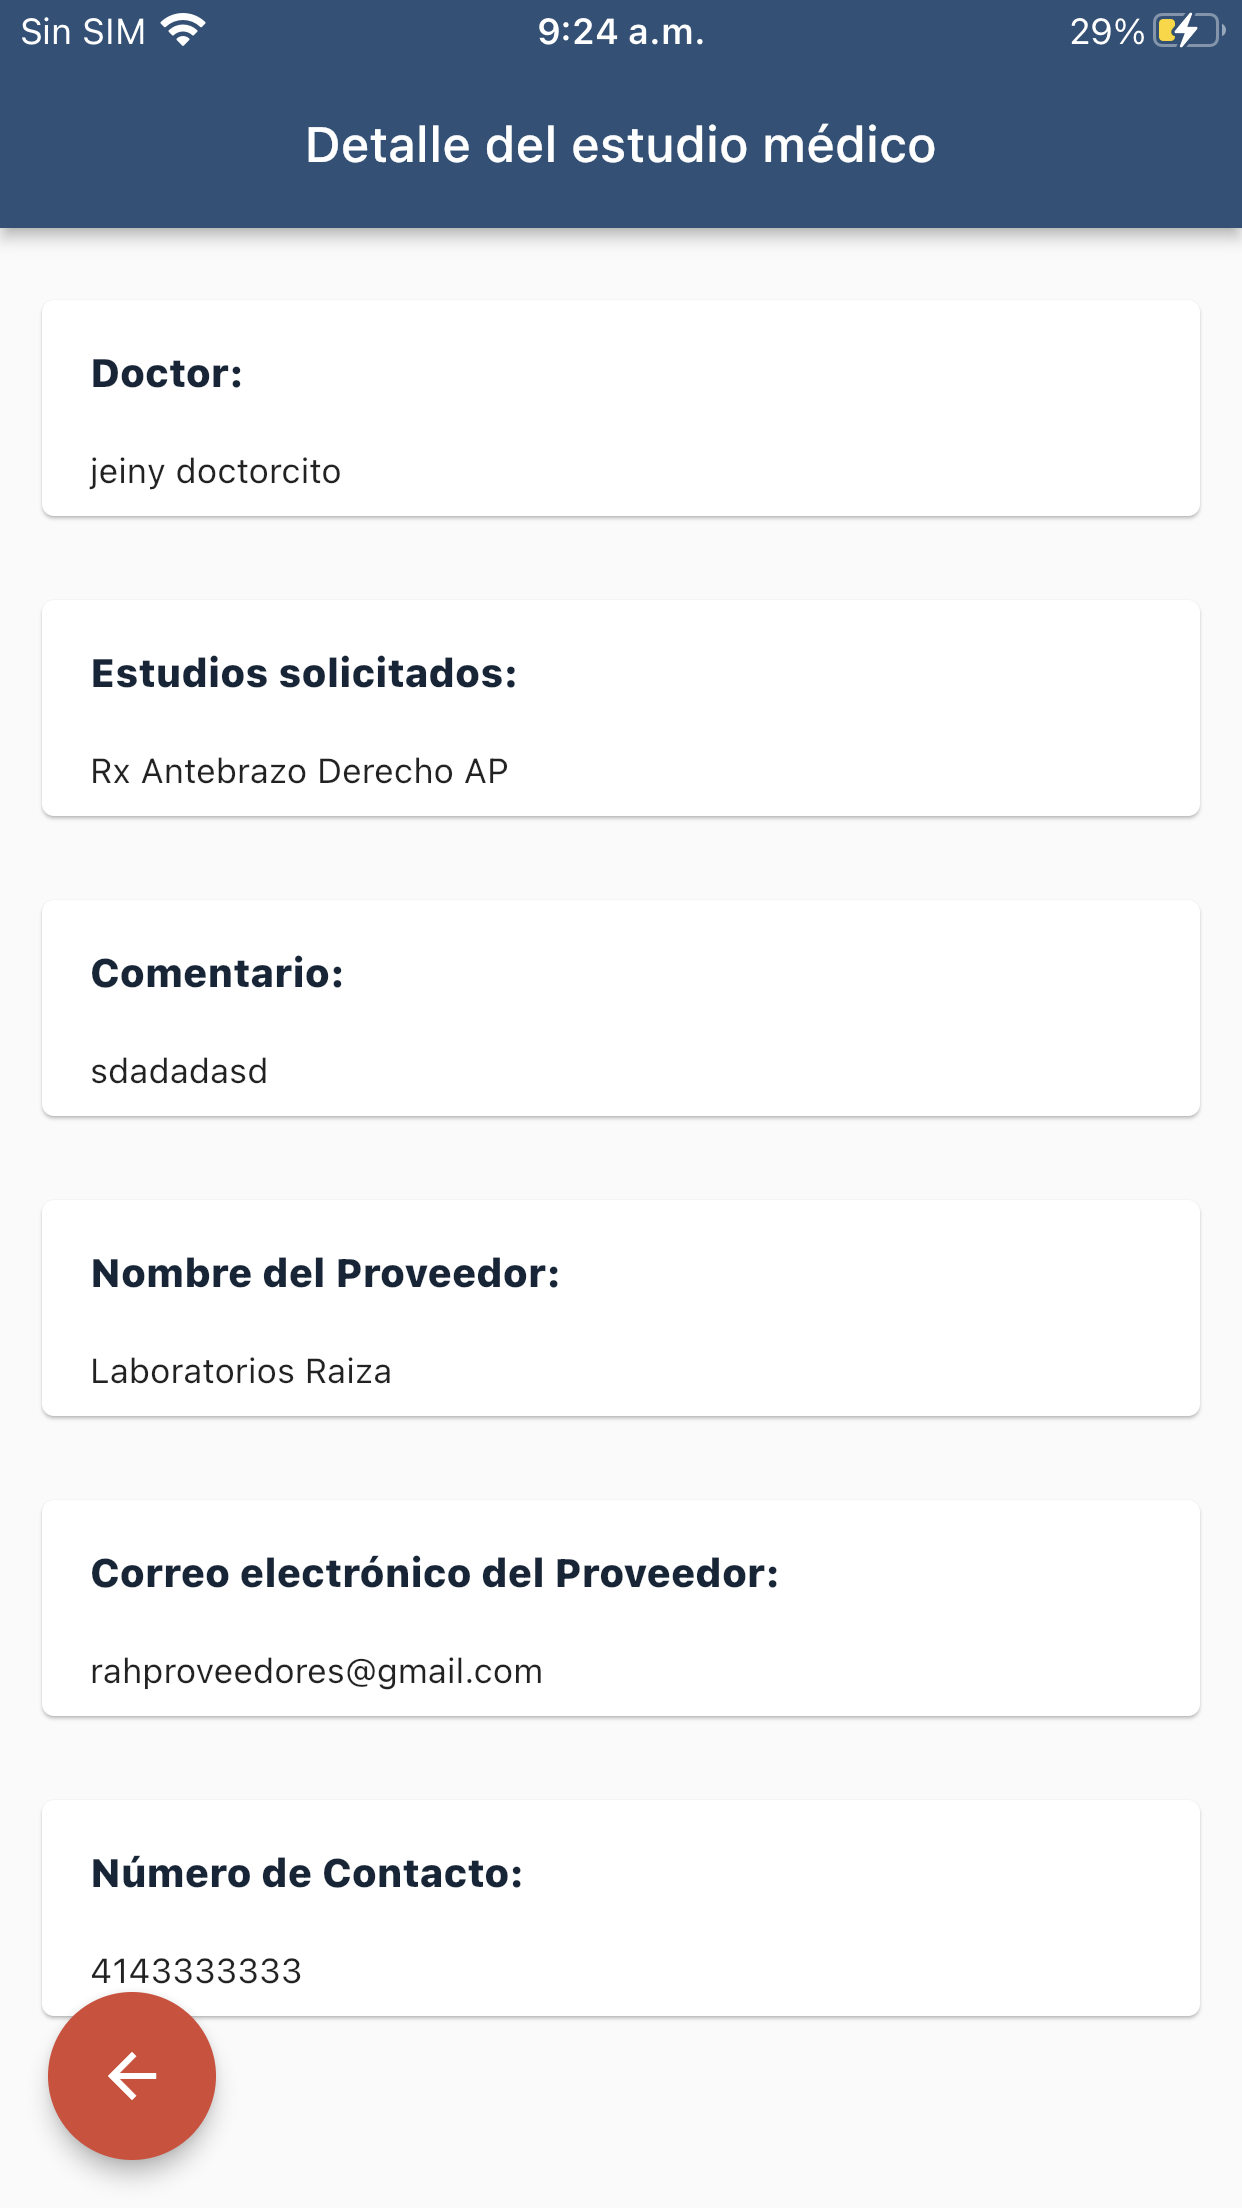 Sin SIM
9:24 a.m.
29%
Detalle del estudio médico
Doctor:
jeiny doctorcito
Estudios solicitados:
Rx Antebrazo Derecho AP
Comentario:
sdadadasd
Nombre del Proveedor:
Laboratorios Raiza
Correo electrónico del Proveedor:
rahproveedores@gmail.com
Número de Contacto:
4143333333